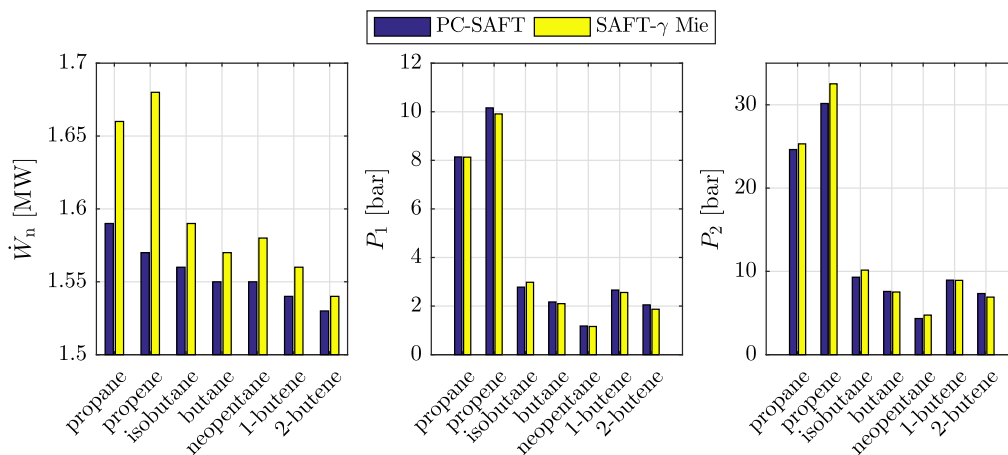 PC-SAFT SAFT-γ Mie
Ẇn [MW]
1.7
1.65
1.6
1.55
1.5
propane
propene
isobutane
butane
neopentane
1-butene
2-butene
P1 [bar]
12
10
8
6
4
2
0
propane
propene
isobutane
butane
neopentane
1-butene
2-butene
P2 [bar]
30
20
10
0
propane
propene
isobutane
butane
neopentane
1-butene
2-butene